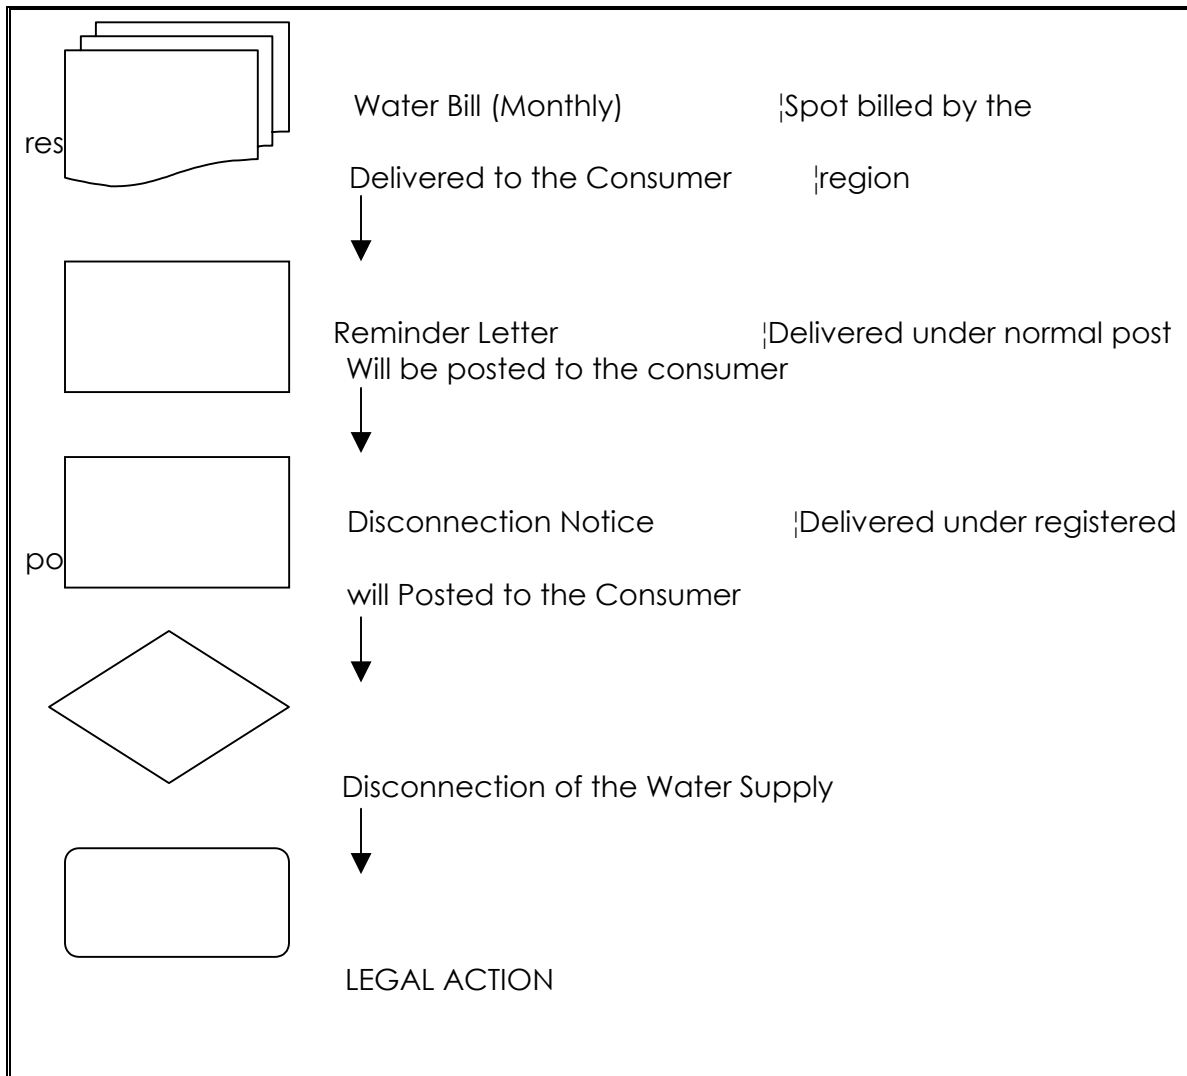 Water Bill (Monthly) ¦Spot billed by the
res
Delivered to the Consumer ¦region
Reminder Letter ¦Delivered under normal post
Will be posted to the consumer
Disconnection Notice ¦Delivered under registered
po
will Posted to the Consumer
Disconnection of the Water Supply
LEGAL ACTION